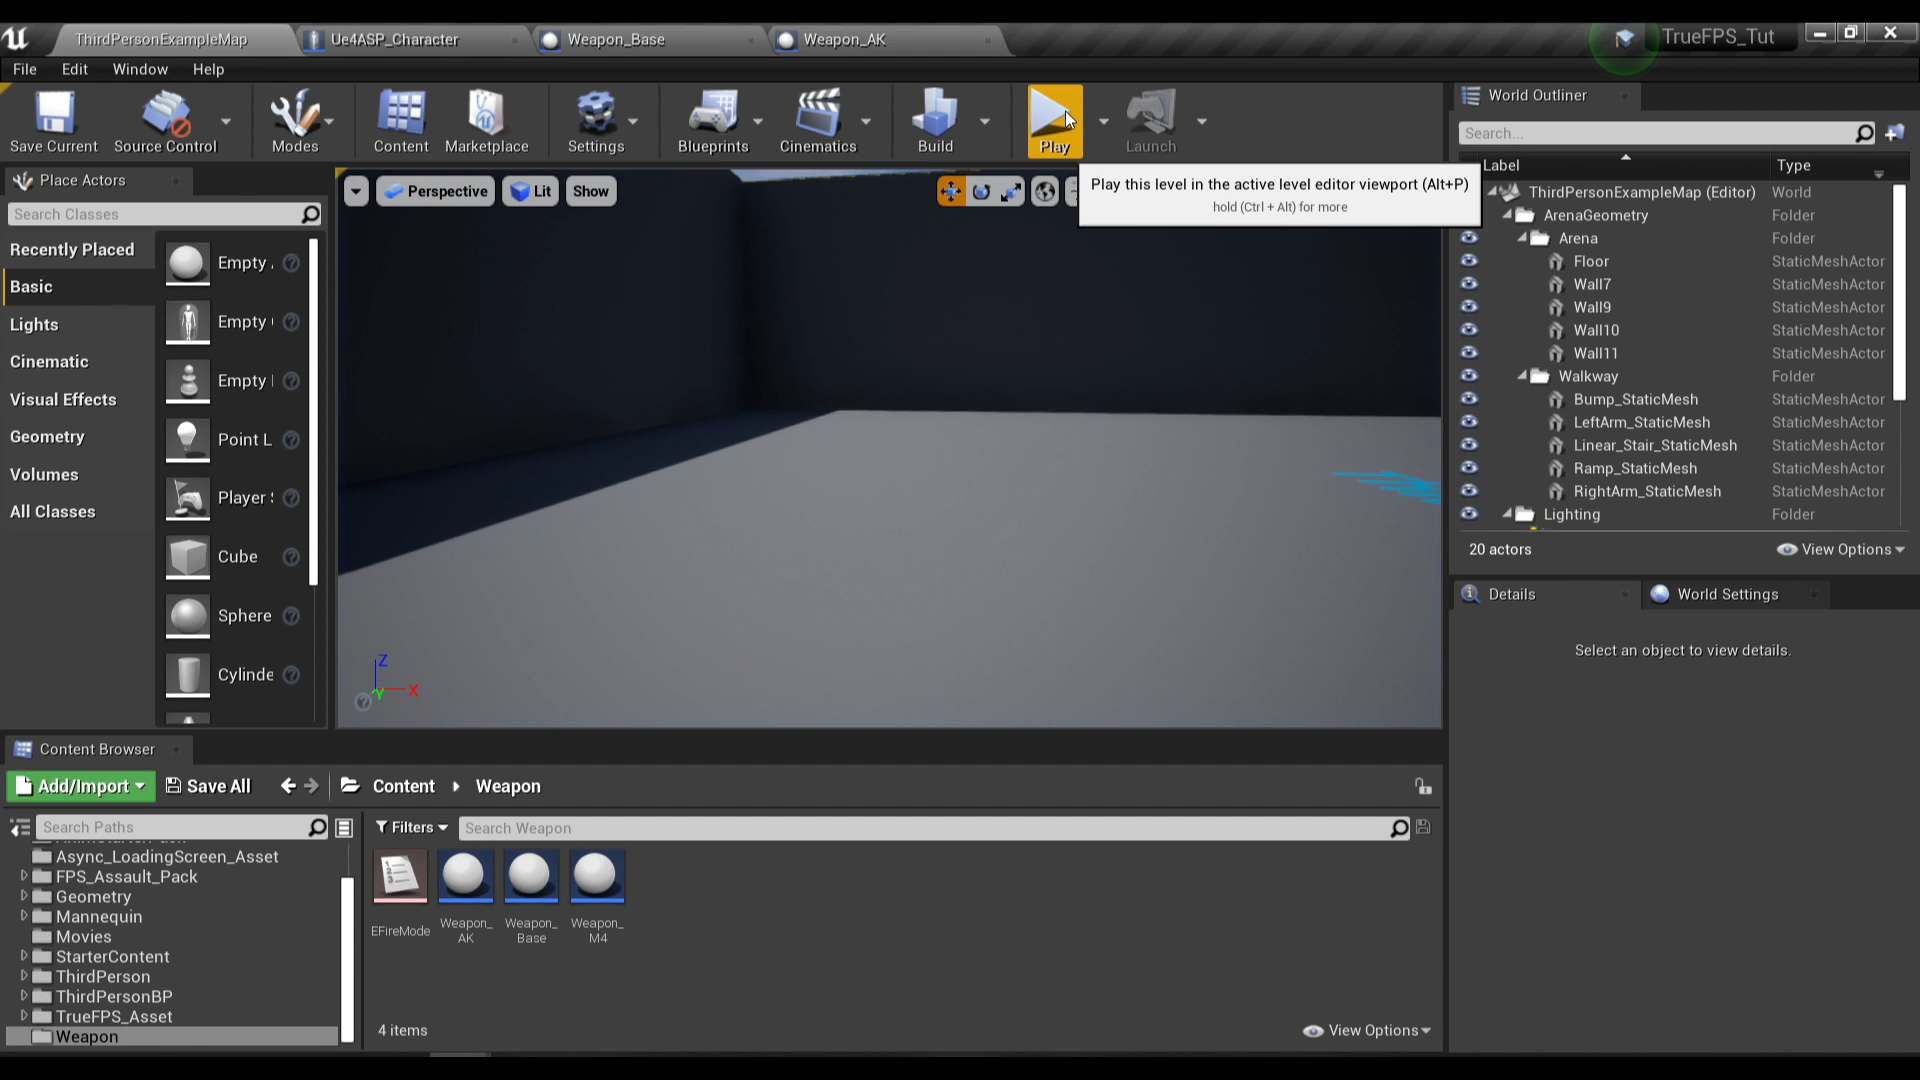 ThirdPersonExampleMap
Ue4ASP_Character
Weapon_Base
Weapon_AK
TrueFPS_Tut
File Edit Window Help
Save Current
Source Control
Modes
Content
Marketplace
Settings
Blueprints
Cinematics
Build
Play
Launch
Play this level in the active level editor viewport (Alt+P)
hold (Ctrl + Alt) for more
Place Actors
Search Classes
Recently Placed
Basic
Lights
Cinematic
Visual Effects
Geometry
Volumes
All Classes
Empty
Empty
Empty
Point L
Player
Cube
Sphere
Cylinde
Perspective
Lit
Show
Z
Y
X
World Outliner
Search...
Label Type
ThirdPersonExampleMap (Editor) World
ArenaGeometry Folder
Arena Folder
Floor StaticMeshActor
Wall7 StaticMeshActor
Wall9 StaticMeshActor
Wall10 StaticMeshActor
Wall11 StaticMeshActor
Walkway Folder
Bump_StaticMesh StaticMeshActor
LeftArm_StaticMesh StaticMeshActor
Linear_Stair_StaticMesh StaticMeshActor
Ramp_StaticMesh StaticMeshActor
RightArm_StaticMesh StaticMeshActor
Lighting Folder
20 actors
View Options
Details
World Settings
Select an object to view details.
Content Browser
Add/Import
Save All
Content
Weapon
Search Paths
Async_LoadingScreen_Asset
FPS_Assault_Pack
Geometry
Mannequin
Movies
StarterContent
ThirdPerson
ThirdPersonBP
TrueFPS_Asset
Weapon
Filters
Search Weapon
EFireMode
Weapon_
AK
Weapon_
Base
Weapon_
M4
4 items
View Options